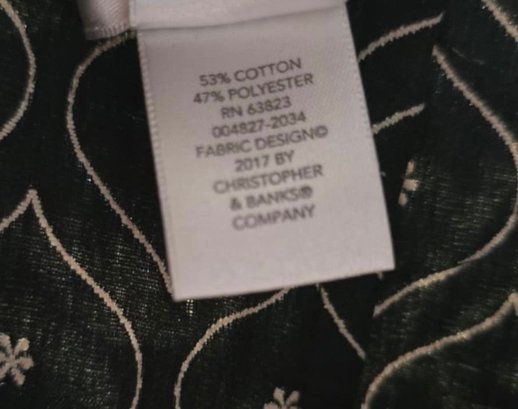 53% COTTON
47% POLYESTER
RN 63823
004827-2034
FABRIC DESIGN©
2017 BY
CHRISTOPHER
& BANKS®
COMPANY